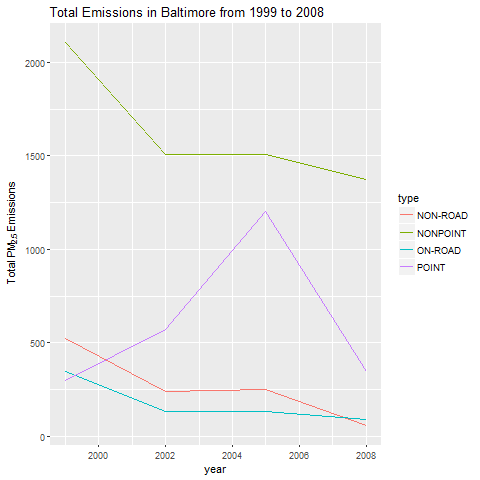 Total Emissions in Baltimore from 1999 to 2008
Total PM2.5 Emissions
2000
1500
1000
500
0
2000
2002
2004
2006
2008
year
type
NON-ROAD
NONPOINT
ON-ROAD
POINT